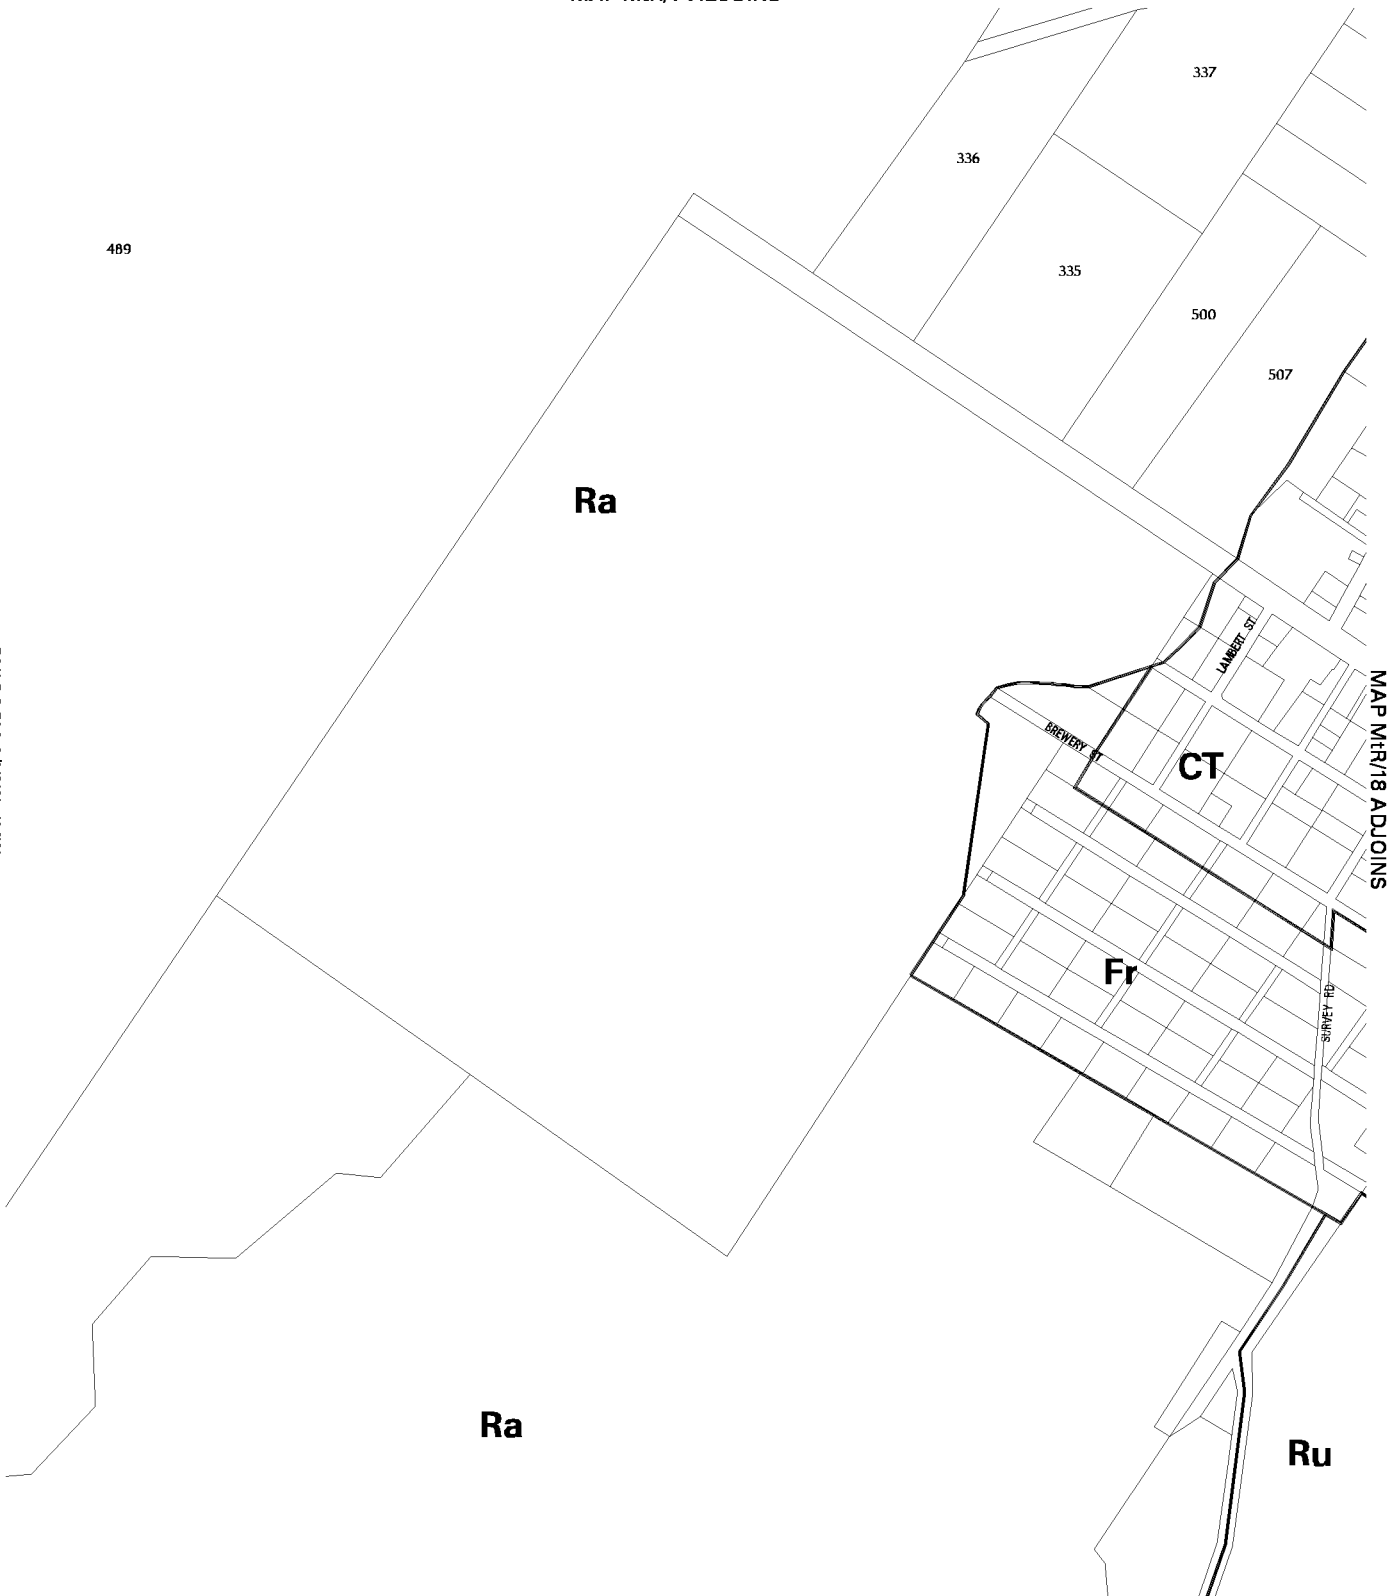 337
336
489
335
500
507
Ra
LAMBERT ST
MAP MtR/18 ADJOINS
BREWERY ST
CT
Fr
SURVEY RD
Ra
Ru